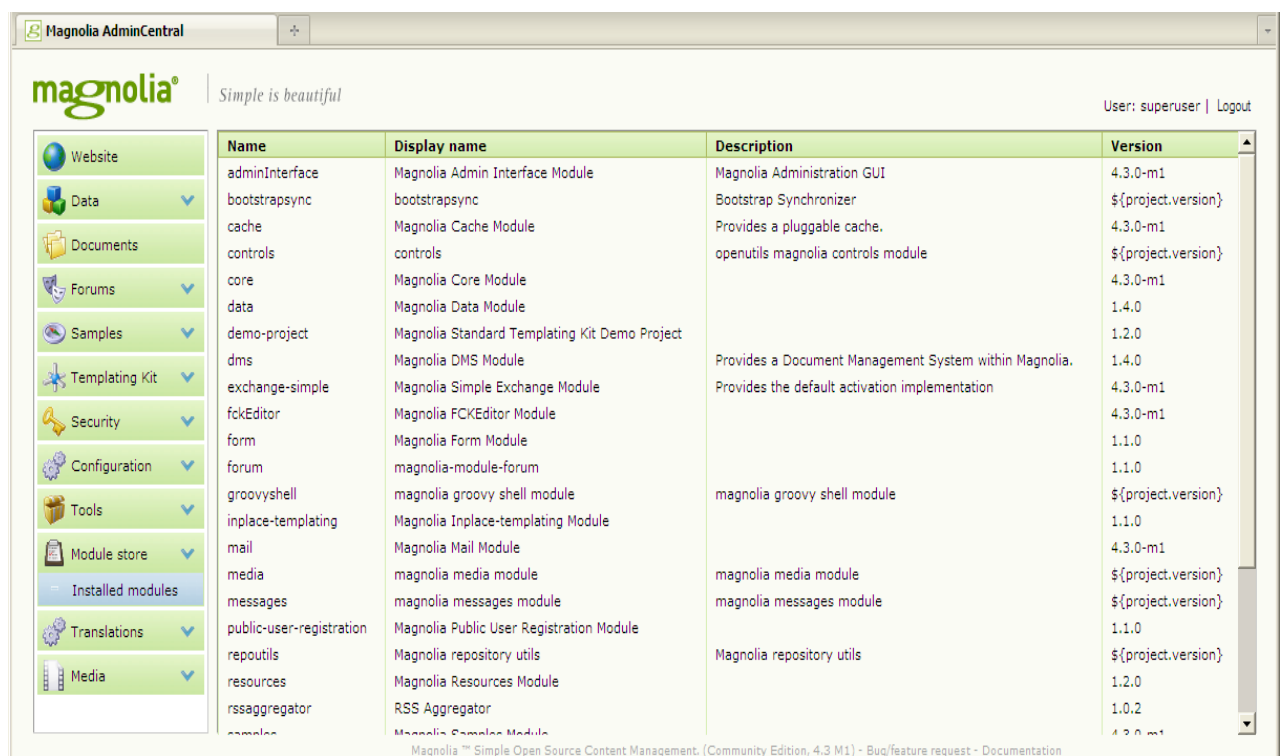 Magnolia AdminCentral
magnolia®
Simple is beautiful
User: superuser | Logout
Website
Data
Documents
Forums
Samples
Templating Kit
Security
Configuration
Tools
Module store
Installed modules
Translations
Media
Name Display name Description Version
adminInterface Magnolia Admin Interface Module Magnolia Administration GUI 4.3.0-m1
bootstrapsync bootstrapsync Bootstrap Synchronizer ${project.version}
cache Magnolia Cache Module Provides a pluggable cache. 4.3.0-m1
controls controls openutils magnolia controls module ${project.version}
core Magnolia Core Module 4.3.0-m1
data Magnolia Data Module 1.4.0
demo-project Magnolia Standard Templating Kit Demo Project 1.2.0
dms Magnolia DMS Module Provides a Document Management System within Magnolia. 1.4.0
exchange-simple Magnolia Simple Exchange Module Provides the default activation implementation 4.3.0-m1
fckEditor Magnolia FCKEditor Module 4.3.0-m1
form Magnolia Form Module 1.1.0
forum magnolia-module-forum 1.1.0
groovyshell magnolia groovy shell module magnolia groovy shell module ${project.version}
inplace-templating Magnolia Inplace-templating Module 1.1.0
mail Magnolia Mail Module 4.3.0-m1
media magnolia media module magnolia media module ${project.version}
messages magnolia messages module magnolia messages module ${project.version}
public-user-registration Magnolia Public User Registration Module 1.1.0
repoutils Magnolia repository utils Magnolia repository utils ${project.version}
resources Magnolia Resources Module 1.2.0
rssaggregator RSS Aggregator 1.0.2
samples Magnolia Samples Module 4.3.0-m1
Magnolia ™ Simple Open Source Content Management. (Community Edition, 4.3 M1) - Bug/feature request - Documentation